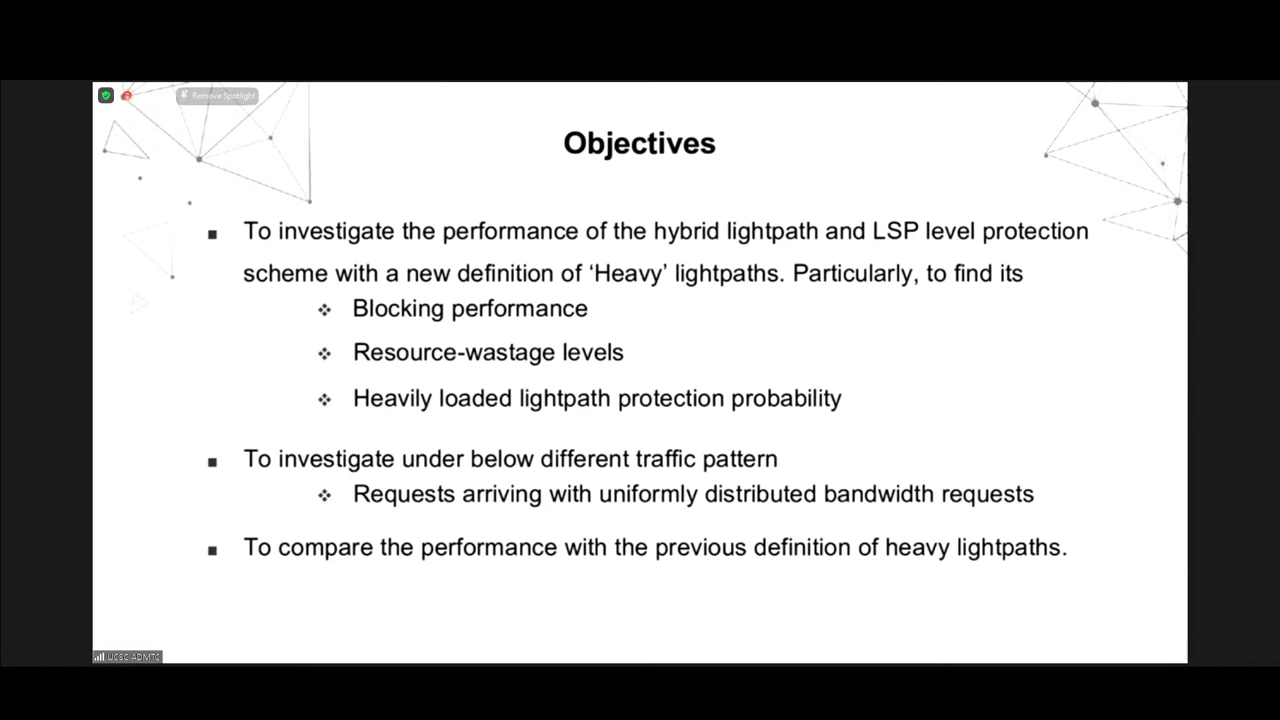 Remove Spotlight
Objectives
■ To investigate the performance of the hybrid lightpath and LSP level protection
scheme with a new definition of ‘Heavy’ lightpaths. Particularly, to find its
❖ Blocking performance
❖ Resource-wastage levels
❖ Heavily loaded lightpath protection probability
■ To investigate under below different traffic pattern
❖ Requests arriving with uniformly distributed bandwidth requests
■ To compare the performance with the previous definition of heavy lightpaths.
UCSC ADMTC